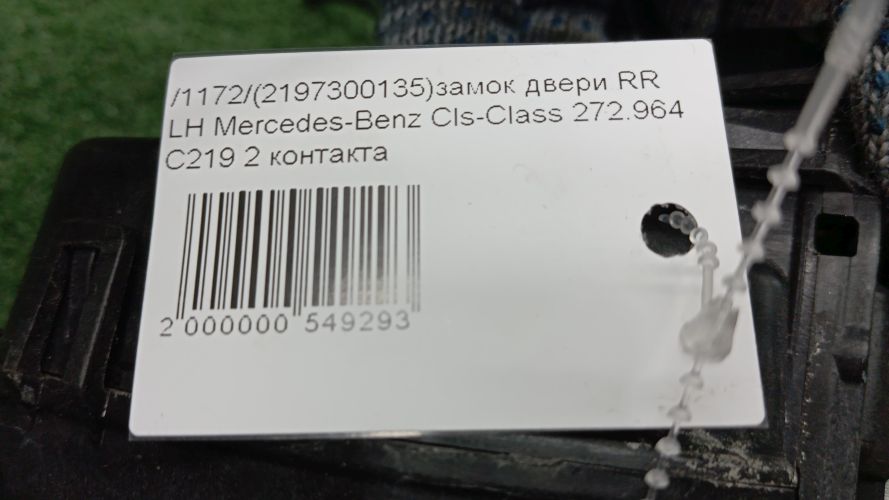 /1172/(2197300135)замок двери RR
LH Mercedes-Benz Cls-Class 272.964
C219 2 контакта
2 000000 549293